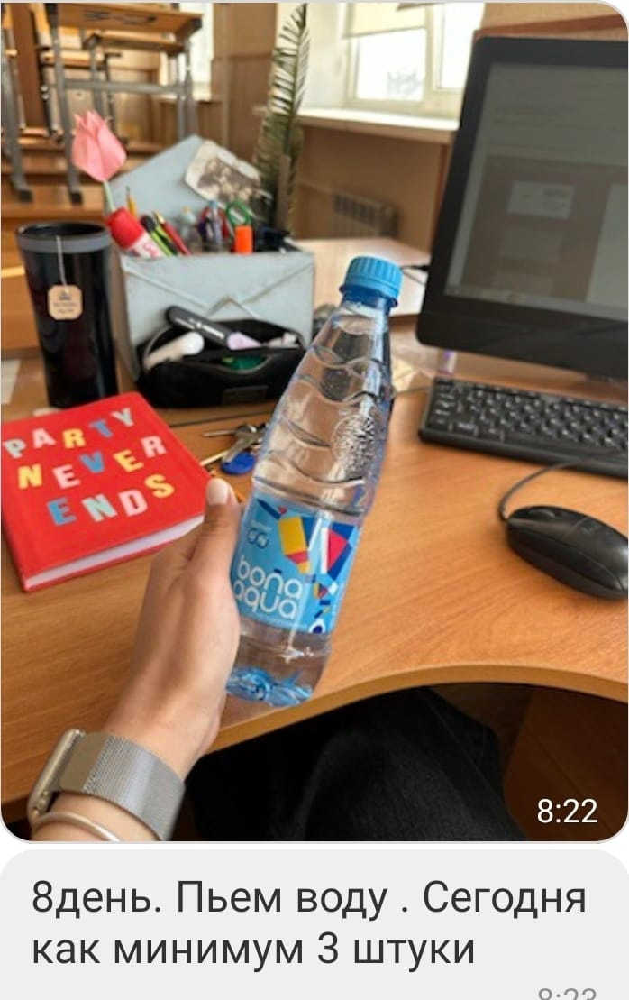 PARTY
NEVER
ENDS
bona
aqua
8:22
8день. Пьем воду . Сегодня
как минимум 3 штуки